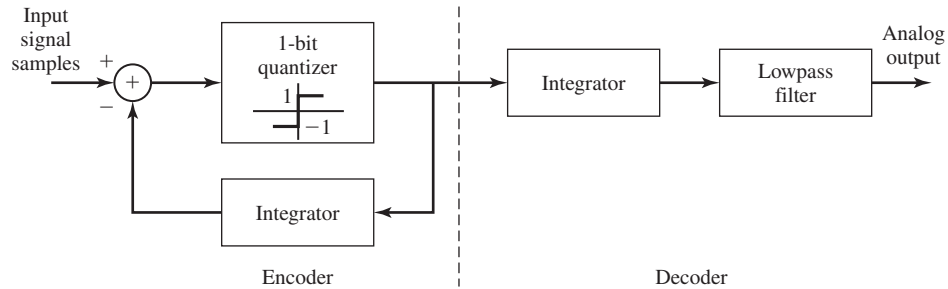 Input
signal
samples
+
−
+
1-bit
quantizer
1
−1
Integrator
Encoder
Integrator
Lowpass
filter
Analog
output
Decoder